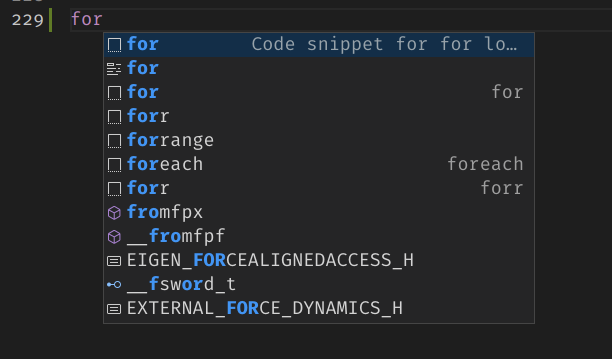 229 for
for Code snippet for for lo…
for
for for
forr
forrange
foreach foreach
forr forr
fromfpx
__fromfpf
EIGEN_FORCEALIGNEDACCESS_H
__fsword_t
EXTERNAL_FORCE_DYNAMICS_H